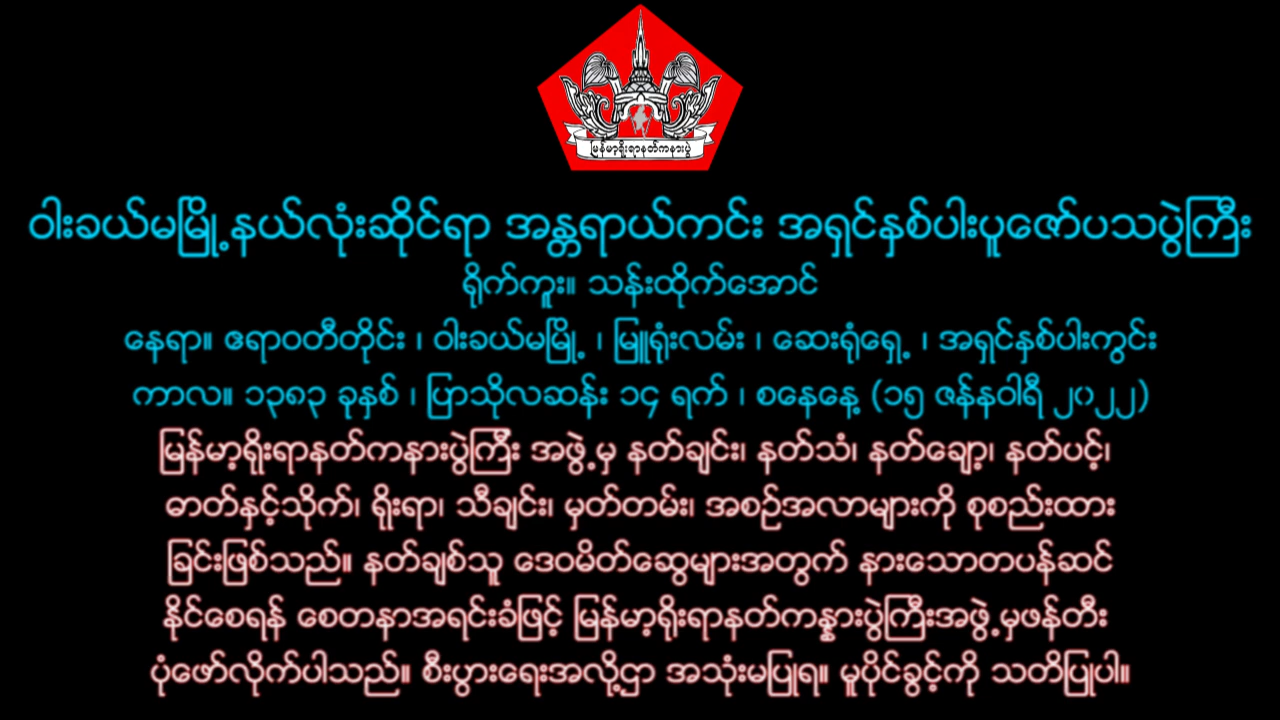 မြန်မာ့ရိုးရာနတ်ကနားပွဲ
ဝါးခယ်မမြို့နယ်လုံးဆိုင်ရာ အန္တရာယ်ကင်း အရှင်နှစ်ပါးပူဇော်ပသပွဲကြီး
ရိုက်ကူး။ သန်းထိုက်အောင်
နေရာ။ ဧရာဝတီတိုင်း ၊ ဝါးခယ်မမြို့ ၊ မြူရုံးလမ်း ၊ ဆေးရုံရှေ့ ၊ အရှင်နှစ်ပါးကွင်း
ကာလ။ ၁၃၈၃ ခုနှစ် ၊ ပြာသိုလဆန်း ၁၄ ရက် ၊ စနေနေ့ (၁၅ ဇန်နဝါရီ ၂၀၂၂)
မြန်မာ့ရိုးရာနတ်ကနားပွဲကြီး အဖွဲ့မှ နတ်ချင်း၊ နတ်သံ၊ နတ်ချော့၊ နတ်ပင့်၊
ဓာတ်နှင့်သိုက်၊ ရိုးရာ၊ သီချင်း၊ မှတ်တမ်း၊ အစဉ်အလာများကို စုစည်းထား
ခြင်းဖြစ်သည်။ နတ်ချစ်သူ ဒေဝမိတ်ဆွေများအတွက် နားသောတပန်ဆင်
နိုင်စေရန် စေတနာအရင်းခံဖြင့် မြန်မာ့ရိုးရာနတ်ကန္နားပွဲကြီးအဖွဲ့မှဖန်တီး
ပုံဖော်လိုက်ပါသည်။ စီးပွားရေးအလို့ဌာ အသုံးမပြုရ။ မူပိုင်ခွင့်ကို သတိပြုပါ။